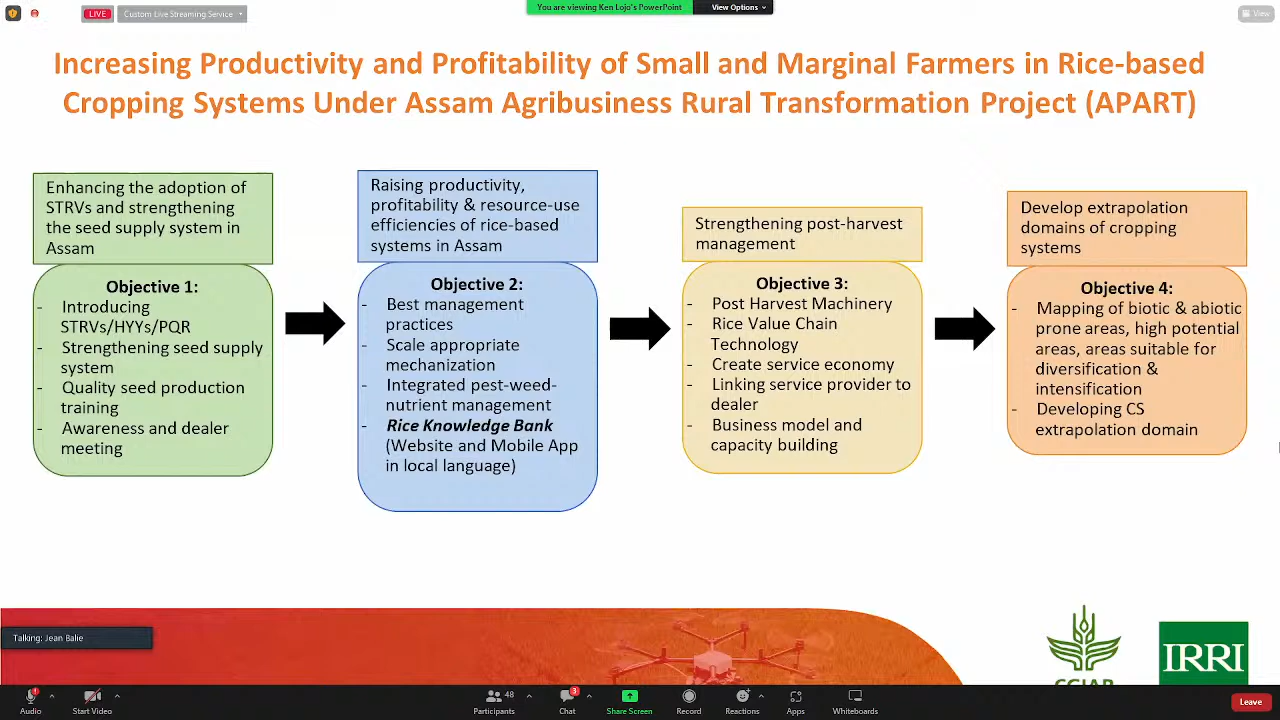 You are viewing Ken Lojo's PowerPoint
View Options
LIVE
Custom Live Streaming Service
View
Increasing Productivity and Profitability of Small and Marginal Farmers in Rice-based
Cropping Systems Under Assam Agribusiness Rural Transformation Project (APART)
Enhancing the adoption of
STRVs and strengthening
the seed supply system in
Assam
Objective 1:
- Introducing
STRVs/HYYs/PQR
- Strengthening seed supply
system
- Quality seed production
training
- Awareness and dealer
meeting
Raising productivity,
profitability & resource-use
efficiencies of rice-based
systems in Assam
Objective 2:
- Best management
practices
- Scale appropriate
mechanization
- Integrated pest-weed-
nutrient management
- Rice Knowledge Bank
(Website and Mobile App
in local language)
Strengthening post-harvest
management
Objective 3:
- Post Harvest Machinery
- Rice Value Chain
Technology
- Create service economy
- Linking service provider to
dealer
- Business model and
capacity building
Develop extrapolation
domains of cropping
systems
Objective 4:
- Mapping of biotic & abiotic
prone areas, high potential
areas, areas suitable for
diversification &
intensification
- Developing CS
extrapolation domain
Talking: Jean Balie
CGIAR
IRRI
Audio
Start Video
48
Participants
3
Chat
Share Screen
Record
Reactions
Apps
Whiteboards
Leave